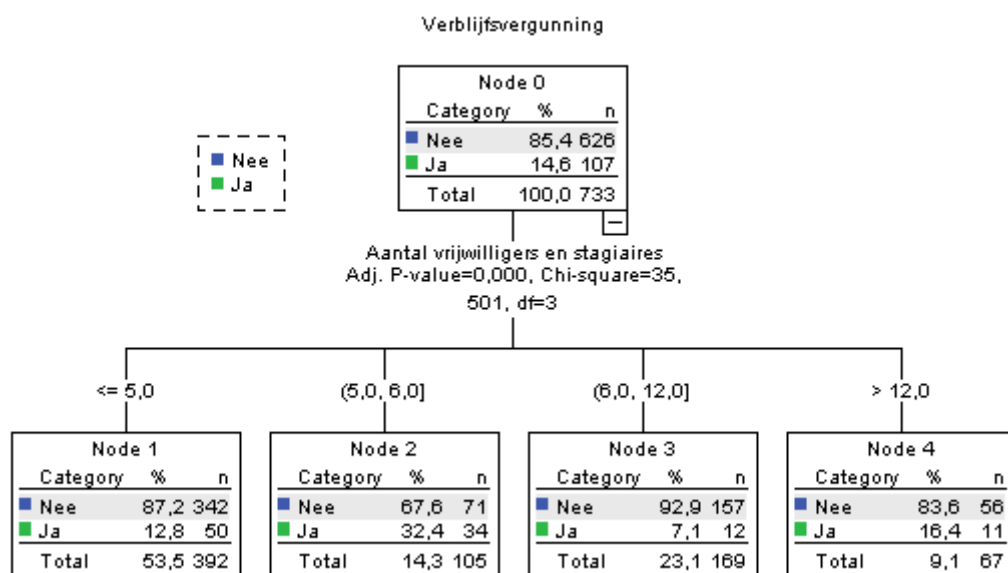 Verblijfsvergunning
Node 0
Category % n
Nee 85,4 626
Ja 14,6 107
Total 100,0 733
Nee
Ja
Aantal vrijwilligers en stagiaires
Adj. P-value=0,000, Chi-square=35,
501, df=3
<= 5,0
(5,0, 6,0]
(6,0, 12,0]
> 12,0
Node 1
Category % n
Nee 87,2 342
Ja 12,8 50
Total 53,5 392
Node 2
Category % n
Nee 67,6 71
Ja 32,4 34
Total 14,3 105
Node 3
Category % n
Nee 92,9 157
Ja 7,1 12
Total 23,1 169
Node 4
Category % n
Nee 83,6 56
Ja 16,4 11
Total 9,1 67